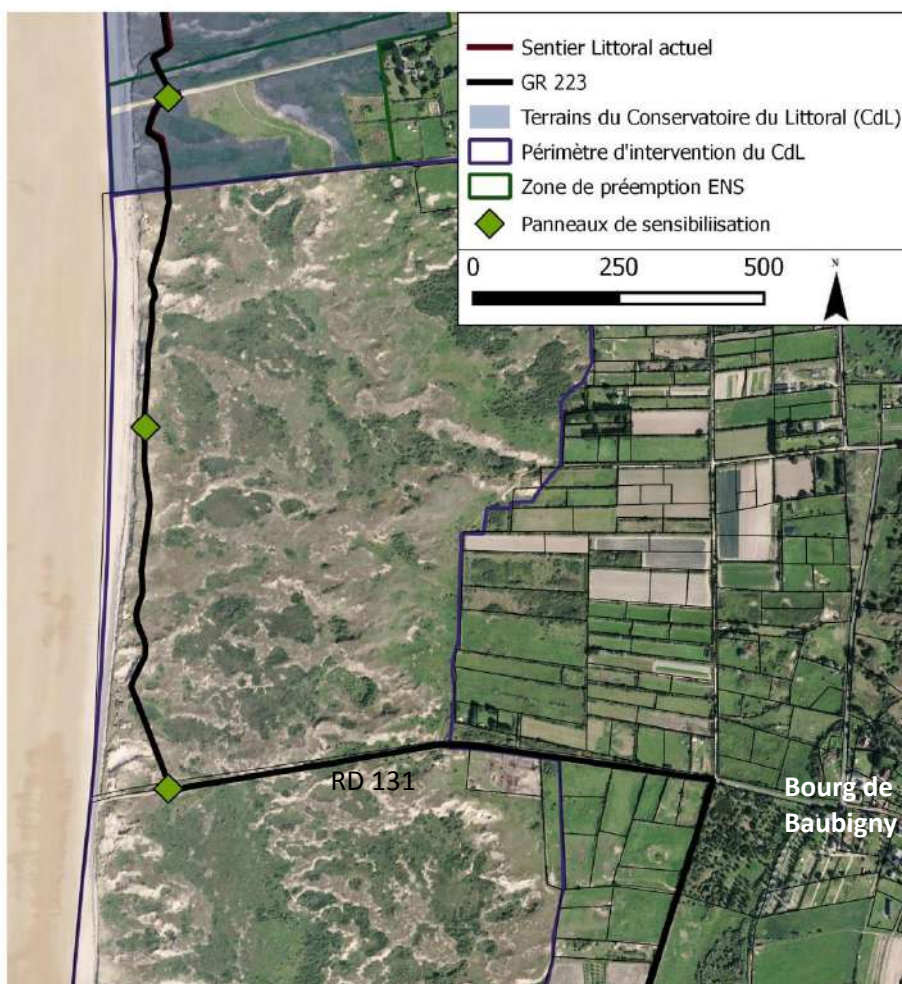 Sentier Littoral actuel
GR 223
Terrains du Conservatoire du Littoral (CdL)
Périmètre d'intervention du CdL
Zone de préemption ENS
Panneaux de sensibiliisation
0 250 500
N
RD 131
Bourg de
Baubigny